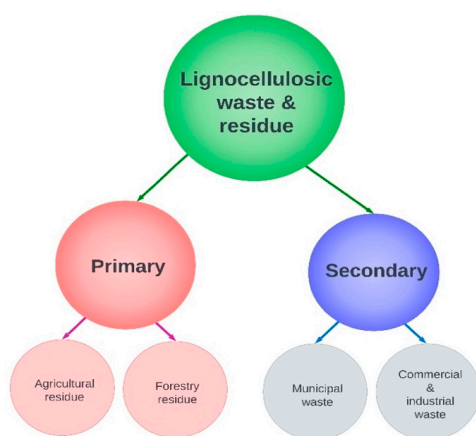 Lignocellulosic
waste &
residue
Primary
Secondary
Agricultural
residue
Forestry
residue
Municipal
waste
Commercial
&
industrial
waste